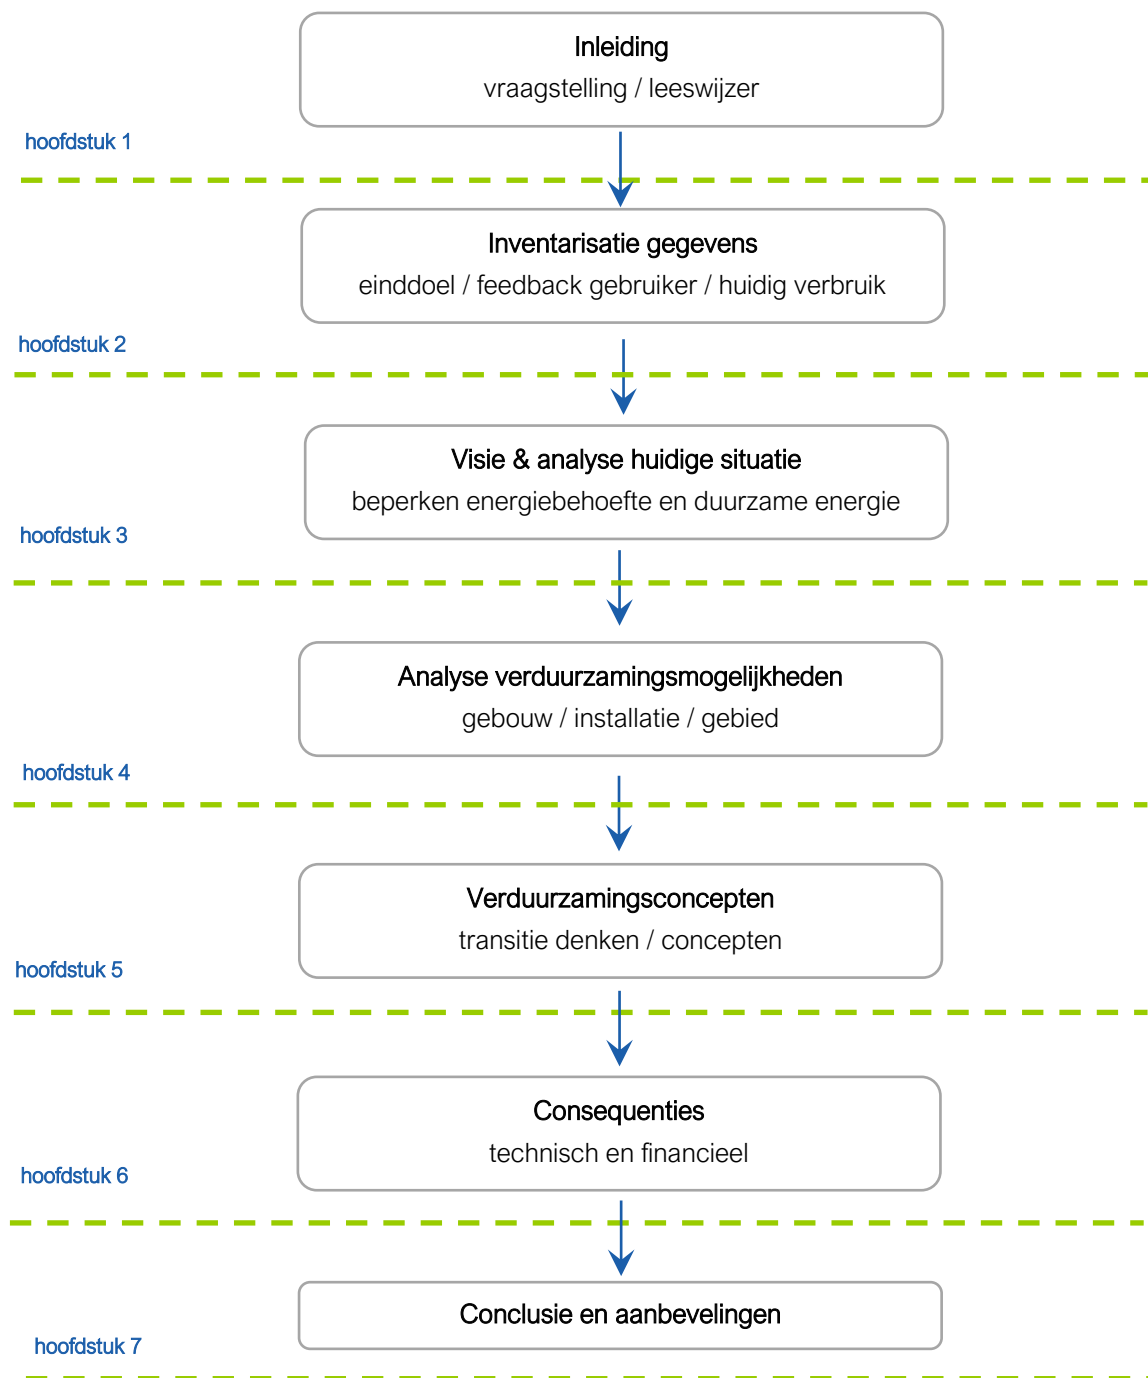 Inleiding
vraagstelling / leeswijzer
hoofdstuk 1
Inventarisatie gegevens
einddoel / feedback gebruiker / huidig verbruik
hoofdstuk 2
Visie & analyse huidige situatie
beperken energiebehoefte en duurzame energie
hoofdstuk 3
Analyse verduurzamingsmogelijkheden
gebouw / installatie / gebied
hoofdstuk 4
Verduurzamingsconcepten
transitie denken / concepten
hoofdstuk 5
Consequenties
technisch en financieel
hoofdstuk 6
Conclusie en aanbevelingen
hoofdstuk 7